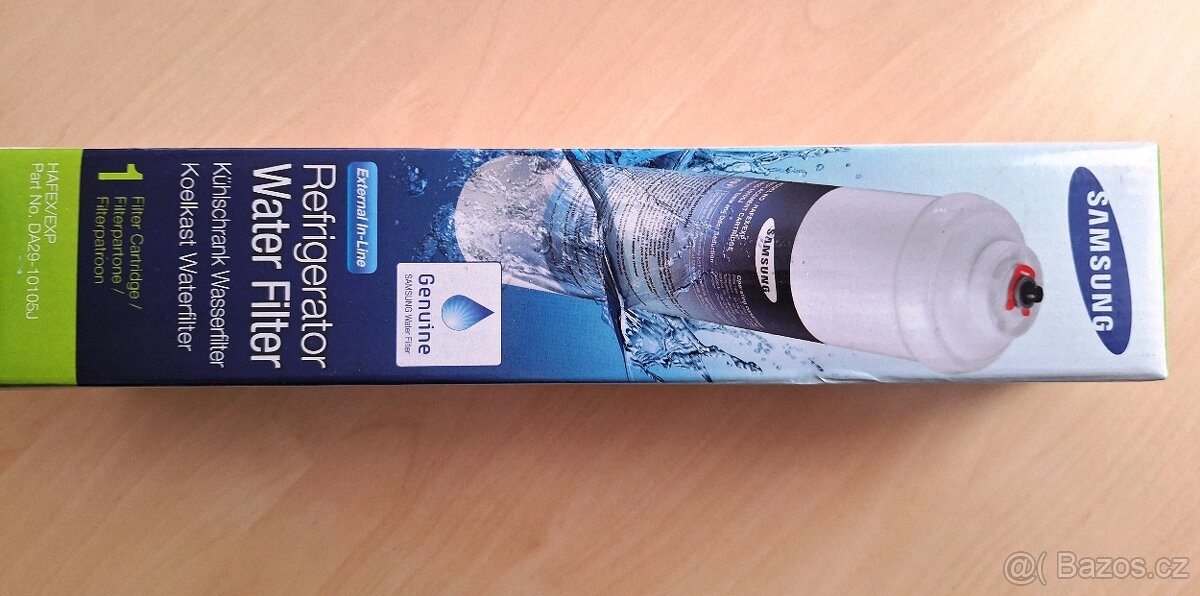 SAMSUNG
SAMSUNG
External In-Line
Refrigerator
Water Filter
Kühlschrank Wasserfilter
Koelkast Waterfilter
Genuine
SAMSUNG Water Filter
1 Filter Cartridge /
Filterpartone /
Filterpatroon
HAFEX/EXP
Part No. DA29-10105J
@( Bazos.cz